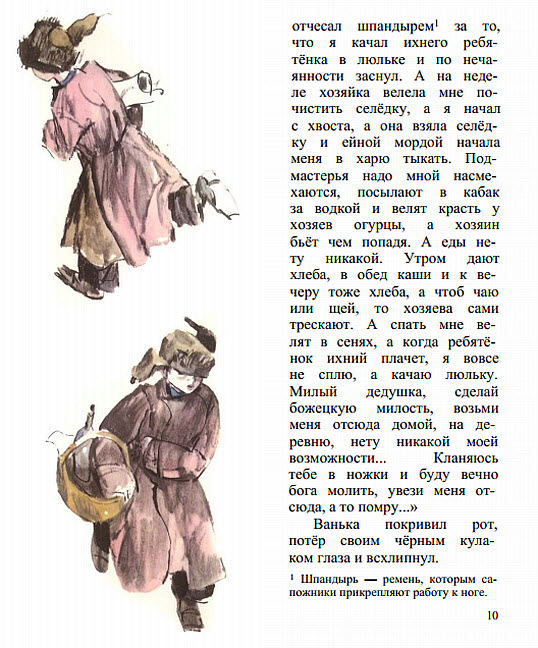 отчесал шпандырем¹ за то,
что я качал ихнего ребя-
тёнка в люльке и по неча-
янности заснул. А на неде-
ле хозяйка велела мне по-
чистить селёдку, а я начал
с хвоста, а она взяла селёд-
ку и ейной мордой начала
меня в харю тыкать. Под-
мастерья надо мной насме-
хаются, посылают в кабак
за водкой и велят красть у
хозяев огурцы, а хозяин
бьёт чем попадя. А еды не-
ту никакой. Утром дают
хлеба, в обед каши и к ве-
черу тоже хлеба, а чтоб чаю
или щей, то хозяева сами
трескают. А спать мне ве-
лят в сенях, а когда ребятё-
нок ихний плачет, я вовсе
не сплю, а качаю люльку.
Милый дедушка, сделай
божецкую милость, возьми
меня отсюда домой, на де-
ревню, нету никакой моей
возможности... Кланяюсь
тебе в ножки и буду вечно
бога молить, увези меня от-
сюда, а то помру...»
Ванька покривил рот,
потёр своим чёрным кула-
ком глаза и всхлипнул.
¹ Шпандырь — ремень, которым са-
пожники прикрепляют работу к ноге.
10